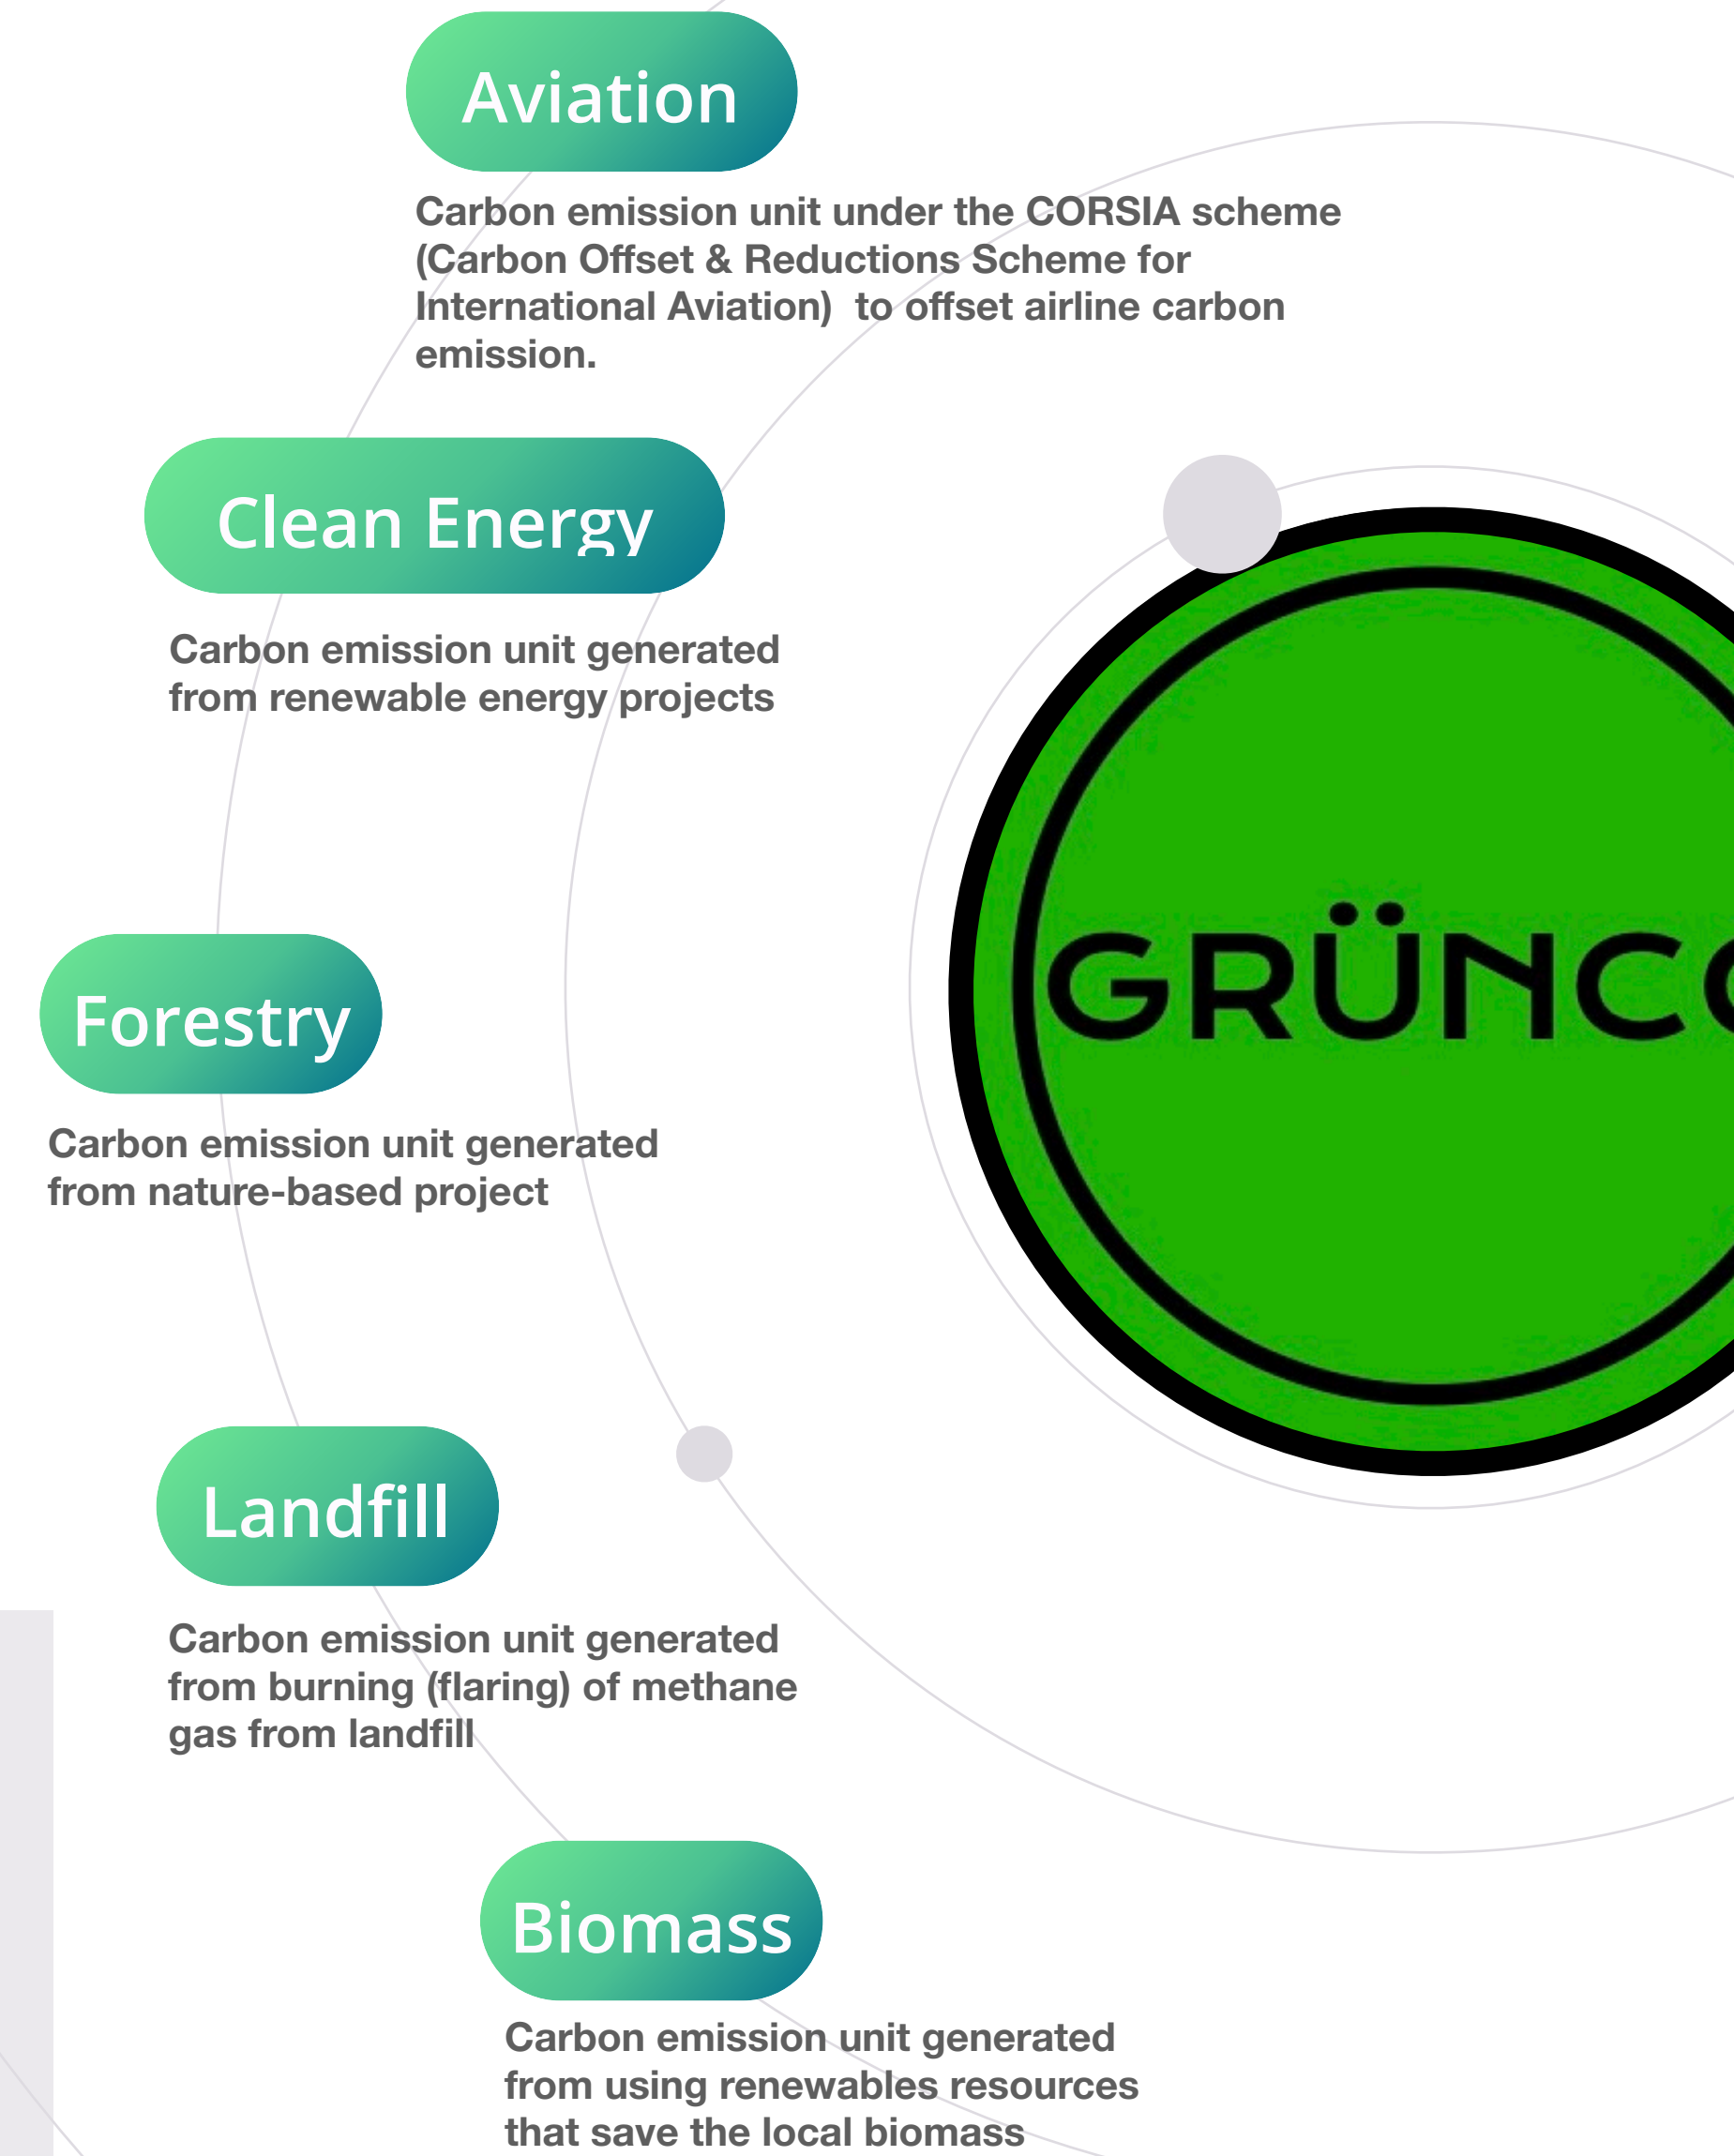 Aviation
Carbon emission unit under the CORSIA scheme
(Carbon Offset & Reductions Scheme for
International Aviation)  to offset airline carbon
emission.
Clean Energy
Carbon emission unit generated
from renewable energy projects
GRÜNC
Forestry
Carbon emission unit generated
from nature-based project
Landfill
Carbon emission unit generated
from burning (flaring) of methane
gas from landfill
Biomass
Carbon emission unit generated
from using renewables resources
that save the local biomass